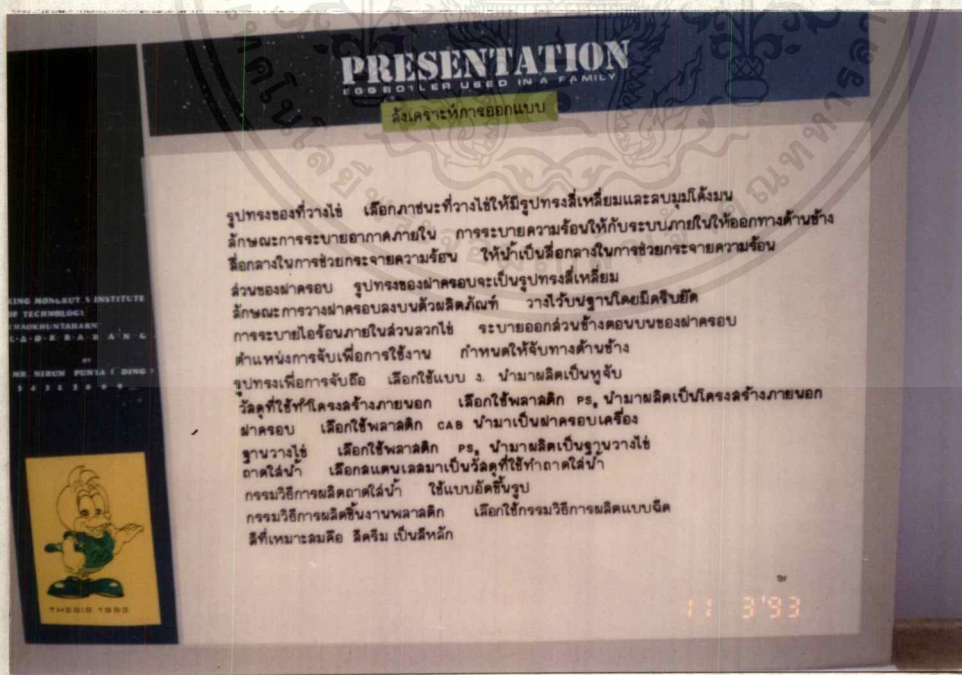 PRESENTATION
EGG BOILER USED IN A FAMILY
สังเคราะห์การออกแบบ
รูปทรงของที่วางไข่ เลือกภาชนะที่วางไข่ให้มีรูปทรงสี่เหลี่ยมและลบมุมโค้งมน
ลักษณะการระบายอากาศภายใน การระบายความร้อนให้กับระบบภายในให้ออกทางด้านข้าง
สื่อกลางในการช่วยกระจายความร้อน ให้น้ำเป็นสื่อกลางในการช่วยกระจายความร้อน
ส่วนของฝาครอบ รูปทรงของฝาครอบจะเป็นรูปทรงสี่เหลี่ยม
ลักษณะการวางฝาครอบลงบนตัวผลิตภัณฑ์ วางไว้บนฐานโดยมีครีบยึด
การระบายไอร้อนภายในส่วนลวกไข่ ระบายออกส่วนข้างตอนบนของฝาครอบ
ตำแหน่งการจับเพื่อการใช้งาน กำหนดให้จับทางด้านข้าง
รูปทรงเพื่อการจับถือ เลือกใช้แบบ ง. นำมาผลิตเป็นหูจับ
วัสดุที่ใช้ทำโครงสร้างภายนอก เลือกใช้พลาสติก PS. นำมาผลิตเป็นโครงสร้างภายนอก
ฝาครอบ เลือกใช้พลาสติก CAB นำมาเป็นฝาครอบเครื่อง
ฐานวางไข่ เลือกใช้พลาสติก PS. นำมาผลิตเป็นฐานวางไข่
ถาดใส่น้ำ เลือกสแตนเลสมาเป็นวัสดุที่ใช้ทำถาดใส่น้ำ
กรรมวิธีการผลิตถาดใส่น้ำ ใช้แบบอัดขึ้นรูป
กรรมวิธีการผลิตชิ้นงานพลาสติก เลือกใช้กรรมวิธีการผลิตแบบฉีด
สีที่เหมาะสมคือ สีครีม เป็นสีหลัก
KING MONGKUT'S INSTITUTE
OF TECHNOLOGY
CHAOKHUNTAHARN
L A D K R A B A N G
BY
MR. NIRUN
THESIS 1993
11 3'93